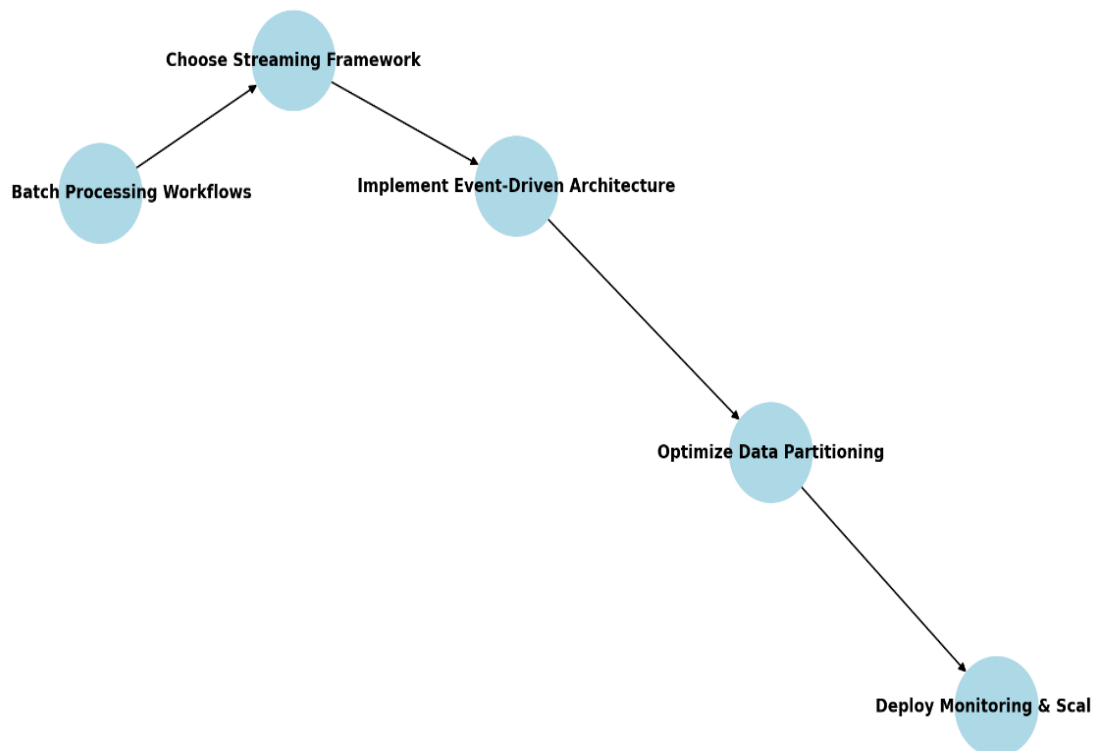 Choose Streaming Framework
Batch Processing Workflows
Implement Event-Driven Architecture
Optimize Data Partitioning
Deploy Monitoring & Scal